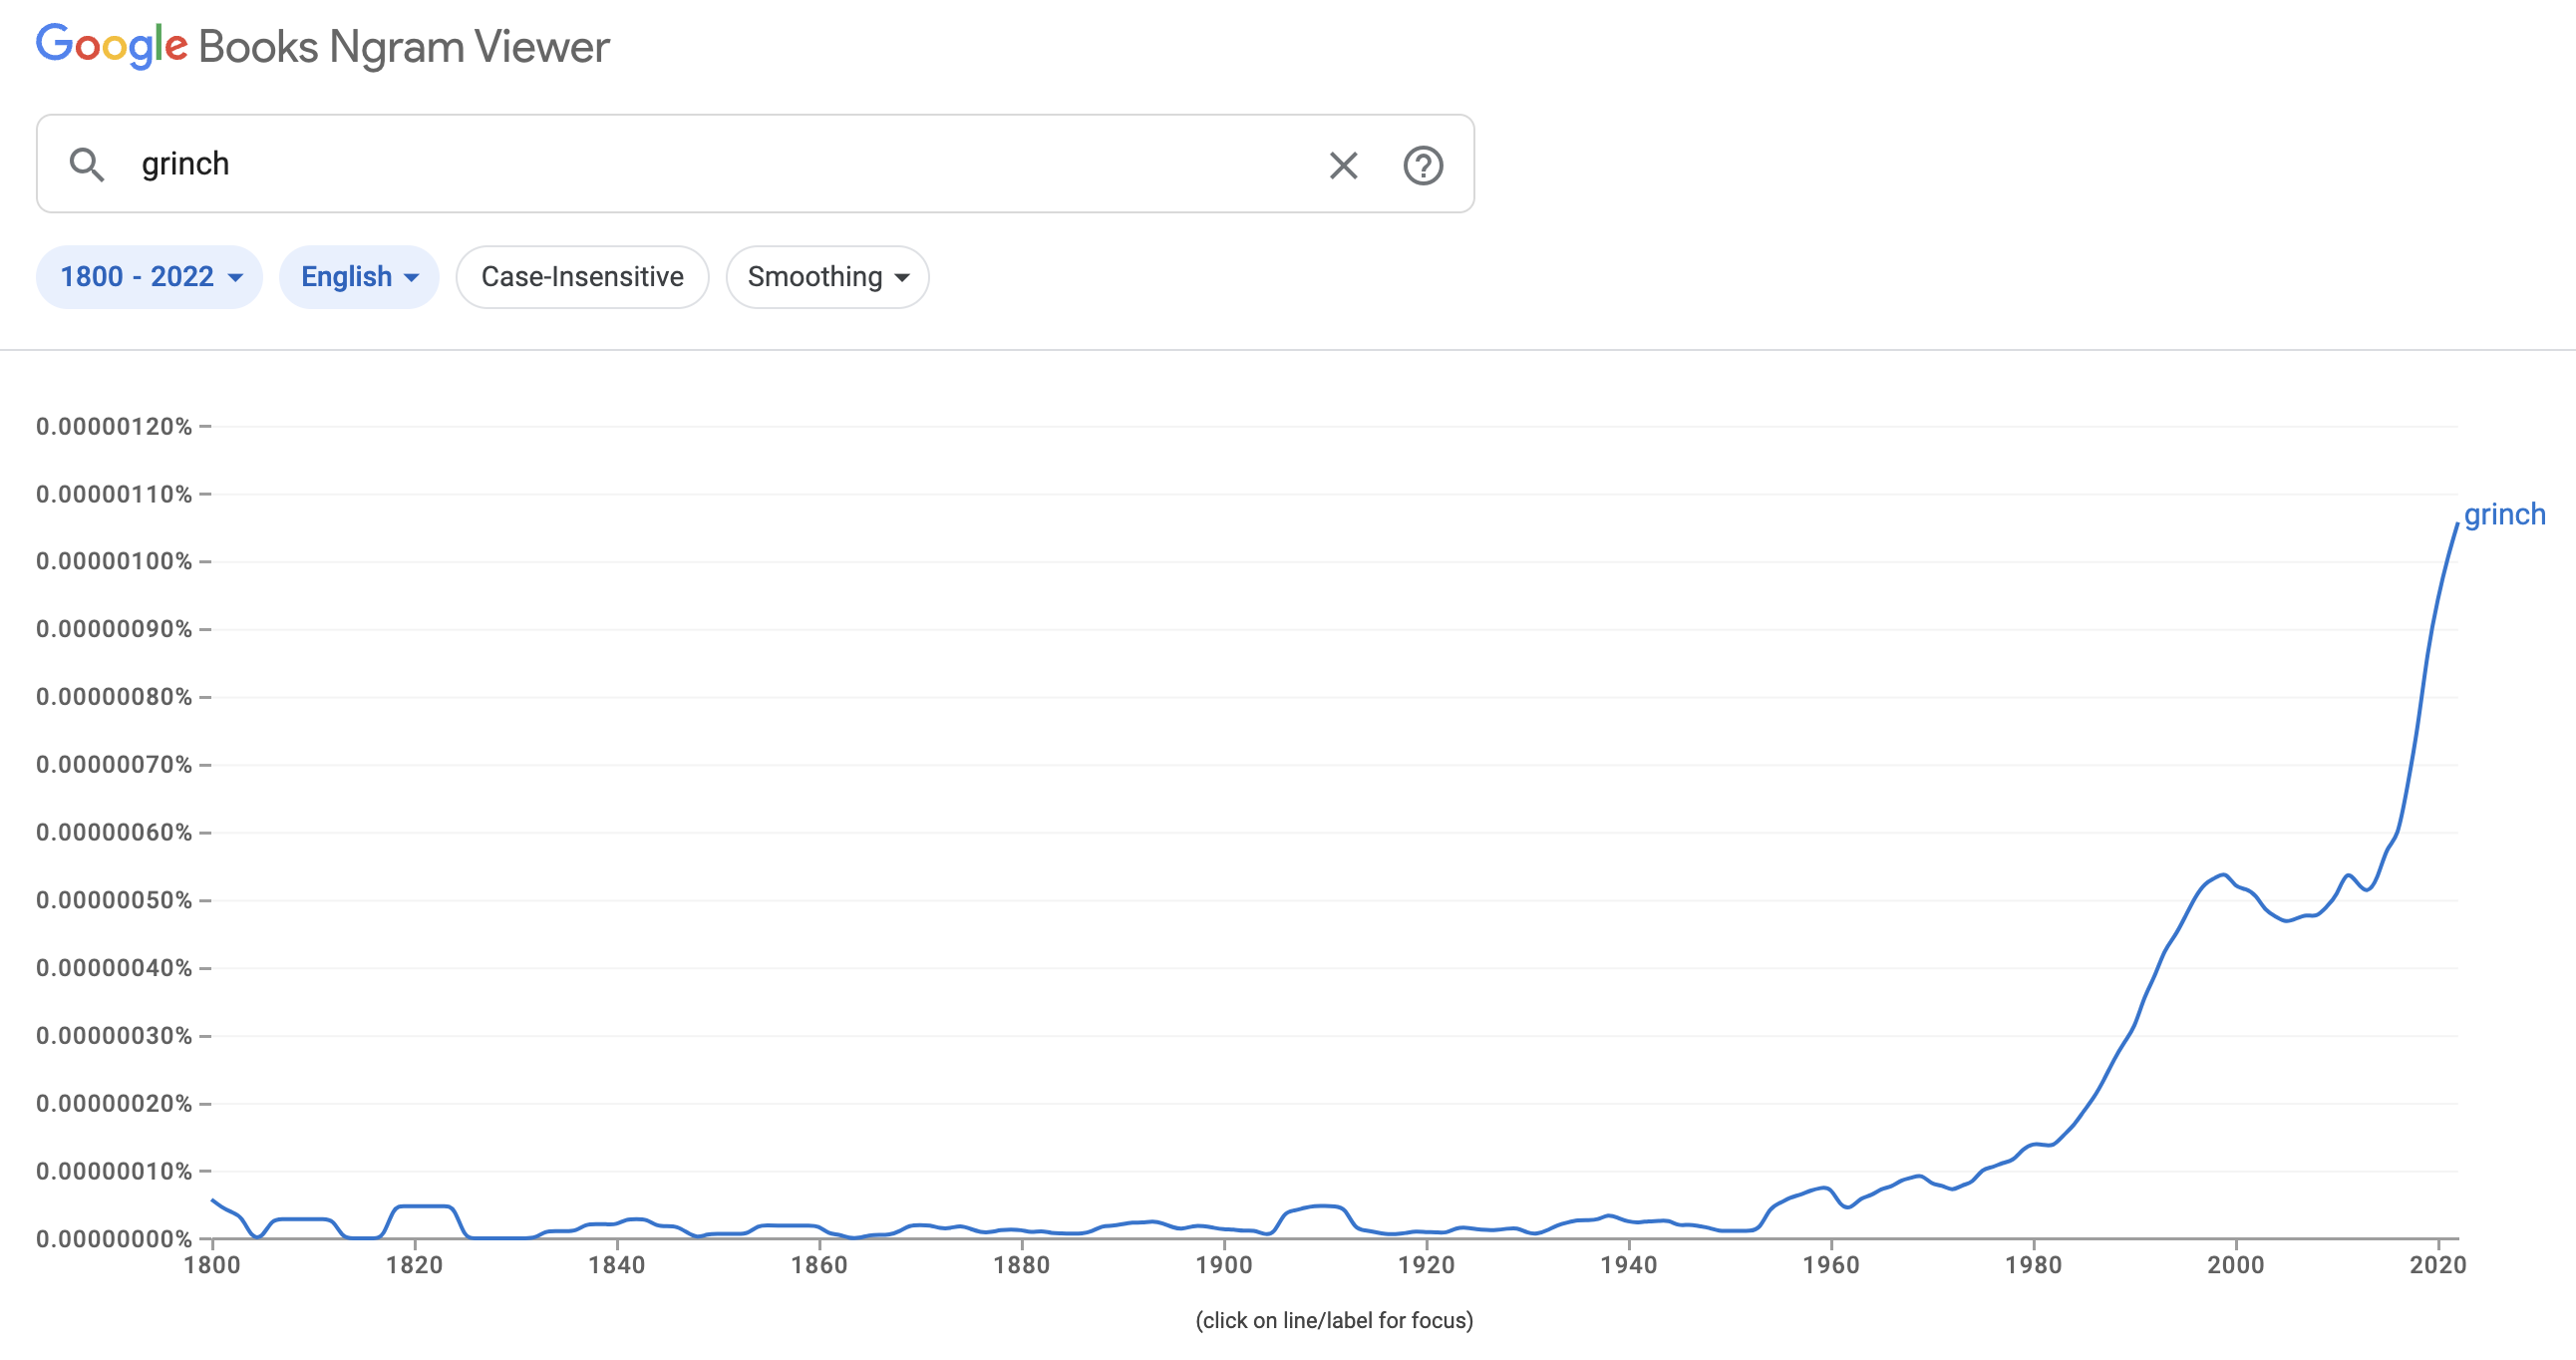 Google Books Ngram Viewer
grinch
1800 - 2022 English Case-Insensitive Smoothing
0.00000120%
0.00000110%
grinch
0.00000100%
0.00000090%
0.00000080%
0.00000070%
0.00000060%
0.00000050%
0.00000040%
0.00000030%
0.00000020%
0.00000010%
0.00000000%
1800 1820 1840 1860 1880 1900 1920 1940 1960 1980 2000 2020
(click on line/label for focus)